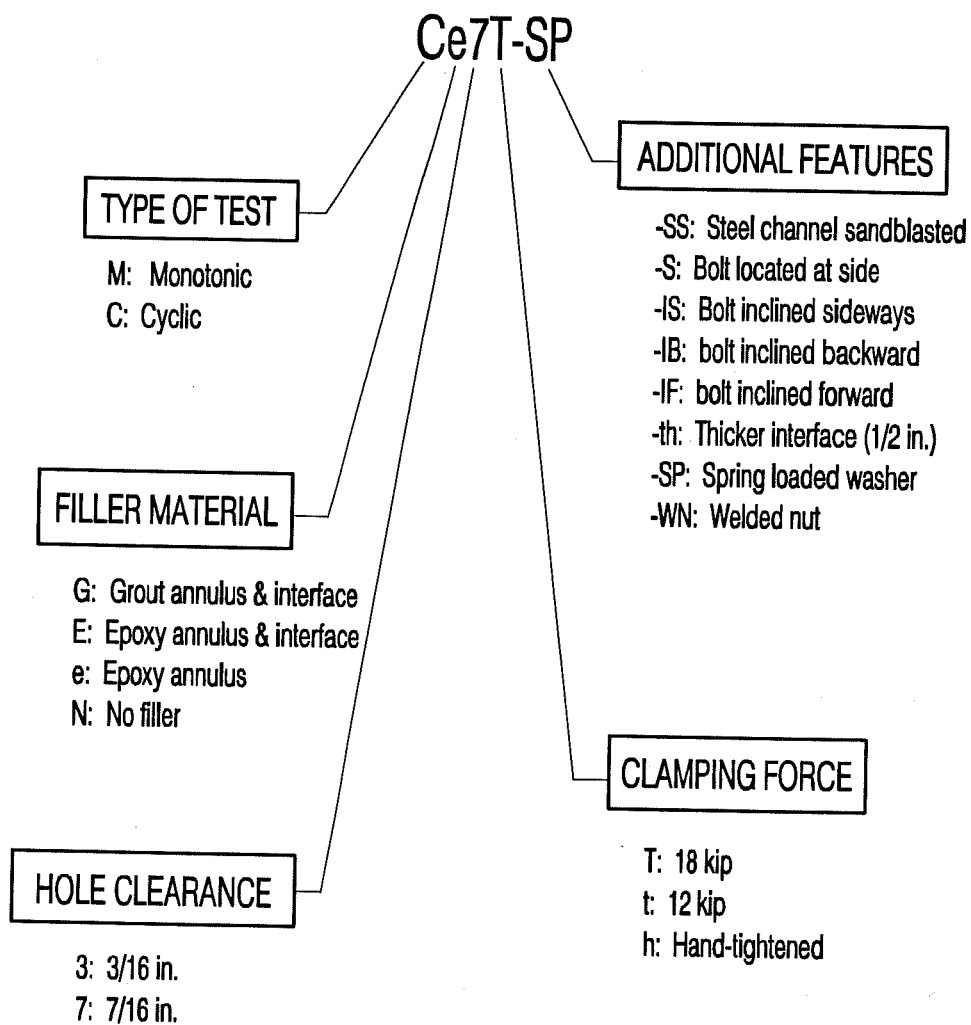 Ce7T-SP
TYPE OF TEST
M: Monotonic
C: Cyclic
FILLER MATERIAL
G: Grout annulus & interface
E: Epoxy annulus & interface
e: Epoxy annulus
N: No filler
HOLE CLEARANCE
3: 3/16 in.
7: 7/16 in.
ADDITIONAL FEATURES
-SS: Steel channel sandblasted
-S: Bolt located at side
-IS: Bolt inclined sideways
-IB: bolt inclined backward
-IF: bolt inclined forward
-th: Thicker interface (1/2 in.)
-SP: Spring loaded washer
-WN: Welded nut
CLAMPING FORCE
T: 18 kip
t: 12 kip
h: Hand-tightened